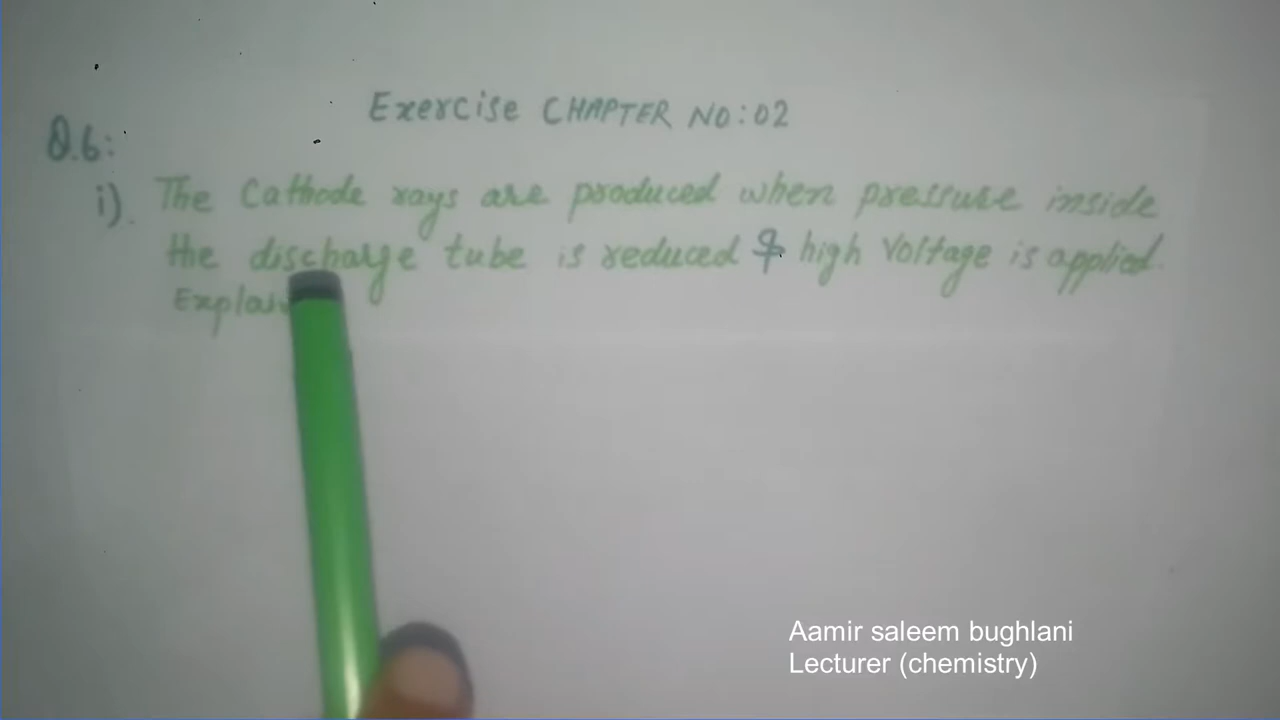 Exercise CHAPTER NO:02
Q.6:
i). The Cathode rays are produced when pressure inside
the discharge tube is reduced & high Voltage is applied.
Aamir saleem bughlani
Lecturer (chemistry)